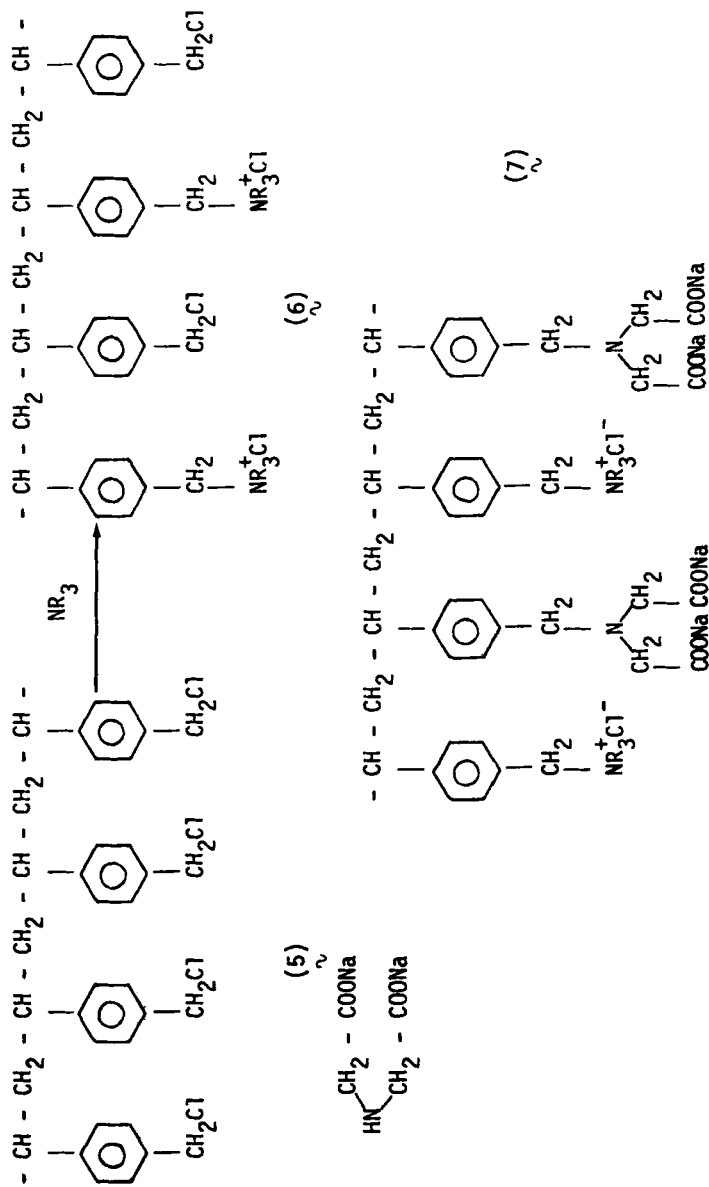 - CH - CH2 - CH - CH2 - CH - CH2 - CH - - CH - CH2 - CH - CH2 - CH - CH2 - CH -
NR3
CH2Cl CH2Cl CH2Cl CH2Cl CH2 CH2Cl CH2 CH2Cl
NR3+Cl NR3+Cl
(5) (6)
CH2 - COONa
HN
CH2 - COONa
- CH - CH2 - CH - CH2 - CH - CH2 - CH -
CH2 CH2 CH2 CH2
NR3+Cl- N NR3+Cl- N
CH2 CH2 CH2 CH2
COONa COONa COONa COONa
(7)